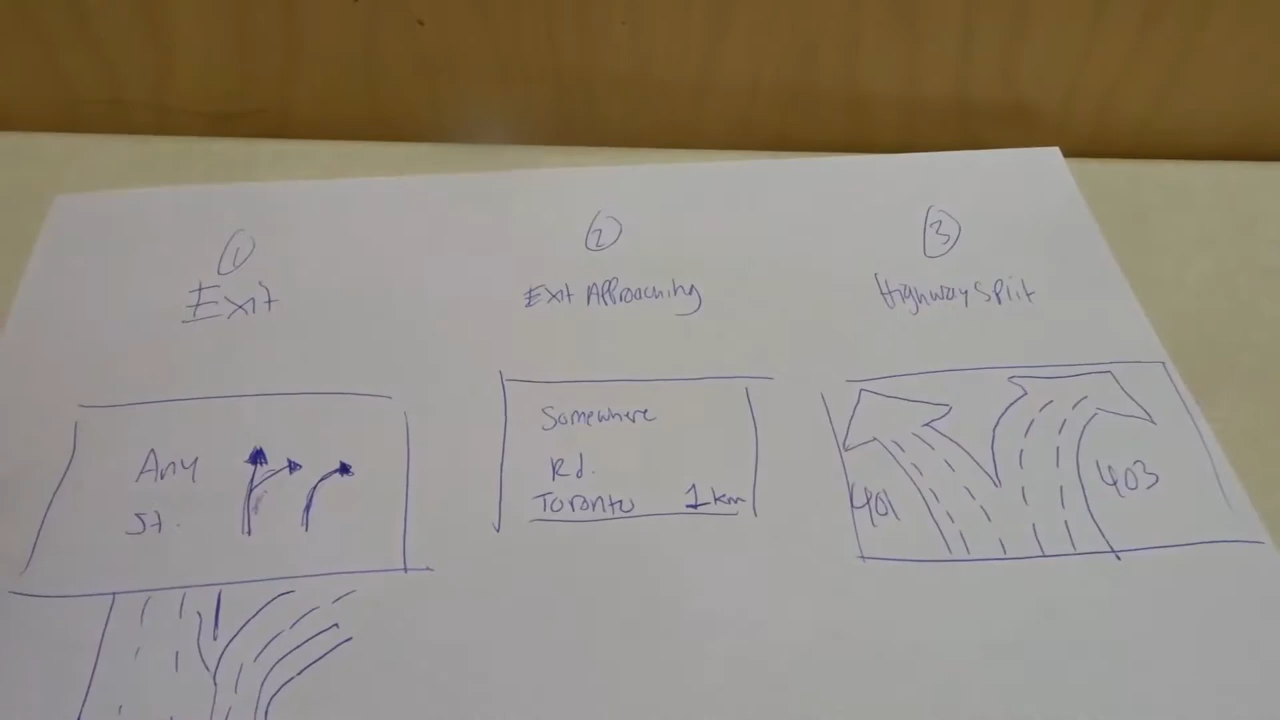 1
Exit
Any
St.
2
Exit Approaching
Somewhere
Rd.
Toronto 1km
3
Highway Split
401
403